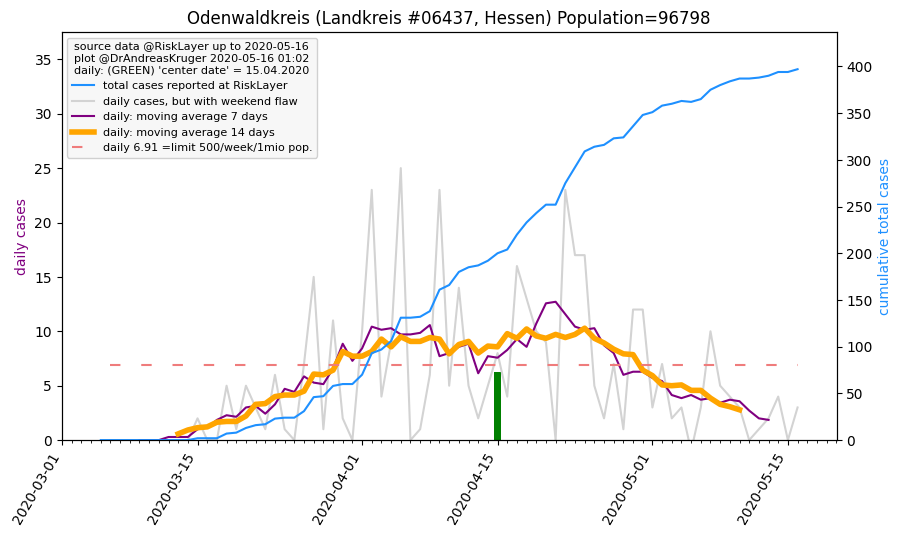 Odenwaldkreis (Landkreis #06437, Hessen) Population=96798
source data @RiskLayer up to 2020-05-16
plot @DrAndreasKruger 2020-05-16 01:02
daily: (GREEN) 'center date' = 15.04.2020
total cases reported at RiskLayer
daily cases, but with weekend flaw
daily: moving average 7 days
daily: moving average 14 days
daily 6.91 =limit 500/week/1mio pop.
daily cases
35
30
25
20
15
10
5
0
cumulative total cases
400
350
300
250
200
150
100
50
0
2020-03-01
2020-03-15
2020-04-01
2020-04-15
2020-05-01
2020-05-15